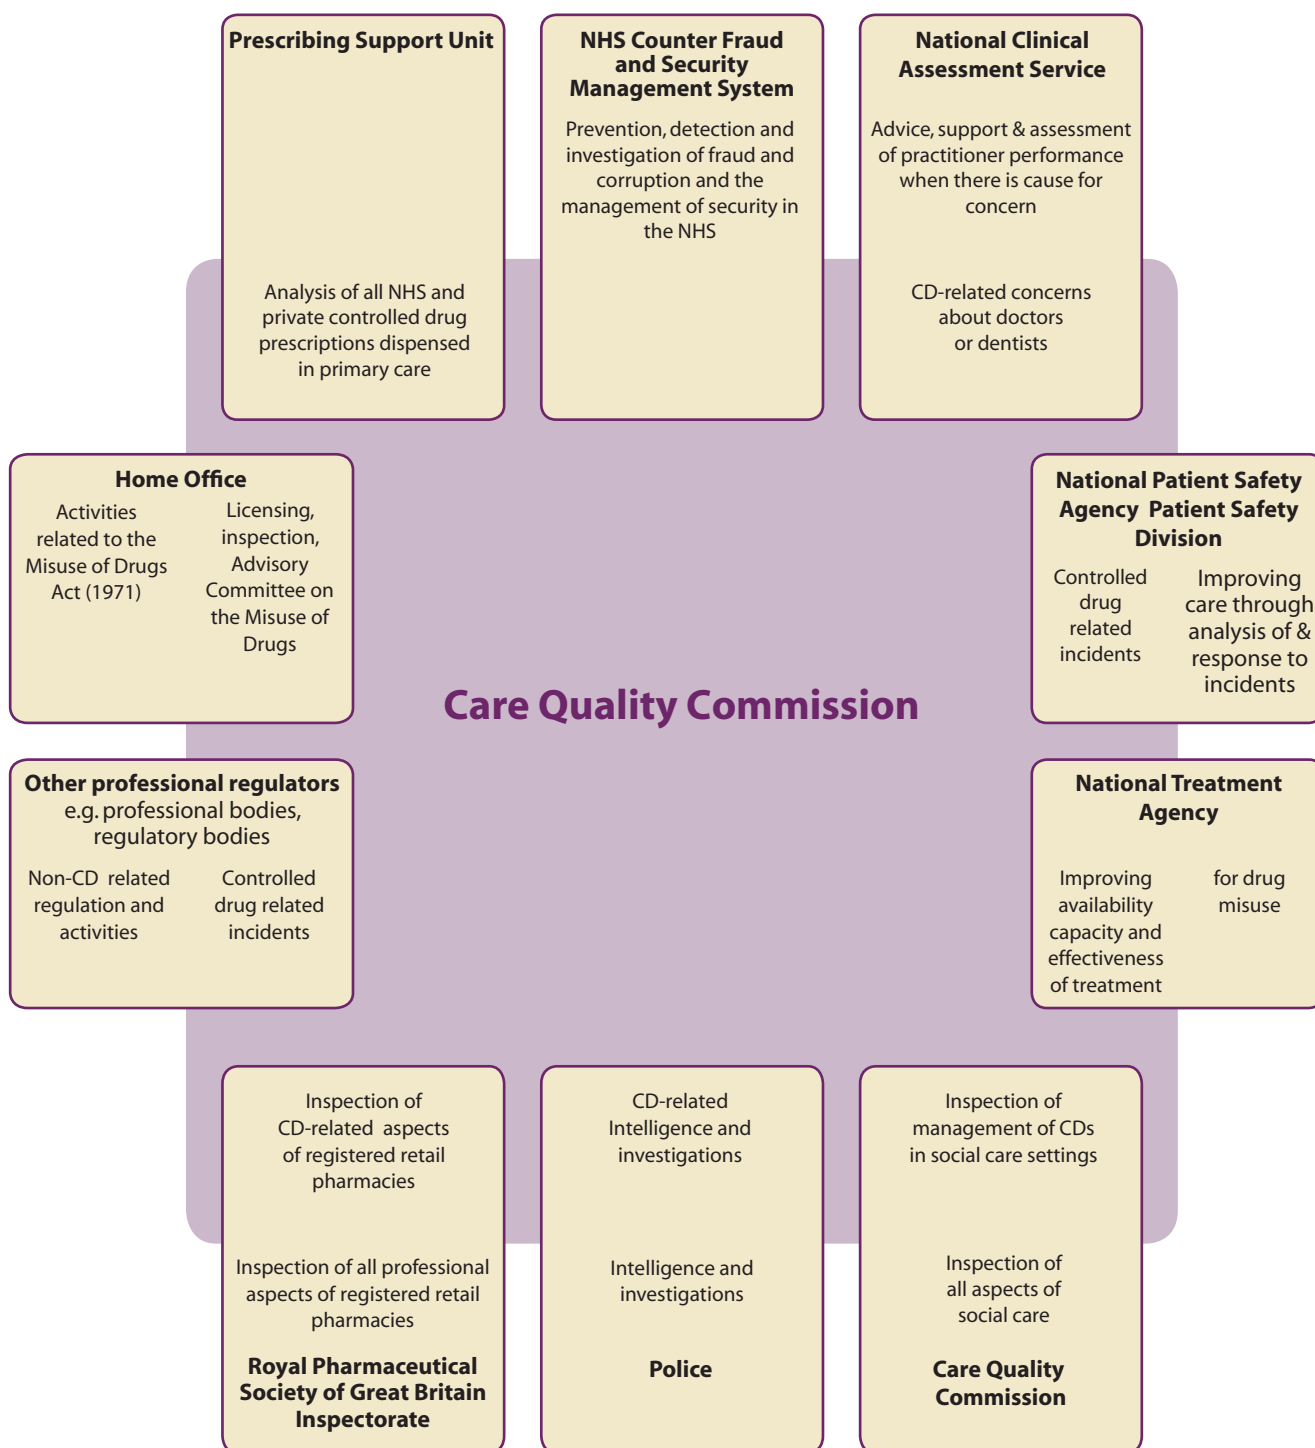 Prescribing Support Unit
Analysis of all NHS and
private controlled drug
prescriptions dispensed
in primary care
NHS Counter Fraud
and Security
Management System
Prevention, detection and
investigation of fraud and
corruption and the
management of security in
the NHS
National Clinical
Assessment Service
Advice, support & assessment
of practitioner performance
when there is cause for
concern
CD-related concerns
about doctors
or dentists
Home Office
Activities
related to the
Misuse of Drugs
Act (1971)
Licensing,
inspection,
Advisory
Committee on
the Misuse of
Drugs
National Patient Safety
Agency Patient Safety
Division
Controlled
drug
related
incidents
Improving
care through
analysis of &
response to
incidents
Care Quality Commission
Other professional regulators
e.g. professional bodies,
regulatory bodies
Non-CD related
regulation and
activities
Controlled
drug related
incidents
National Treatment
Agency
Improving
availability
capacity and
effectiveness
of treatment
for drug
misuse
Inspection of
CD-related aspects
of registered retail
pharmacies
Inspection of all professional
aspects of registered retail
pharmacies
Royal Pharmaceutical
Society of Great Britain
Inspectorate
CD-related
Intelligence and
investigations
Intelligence and
investigations
Police
Inspection of
management of CDs
in social care settings
Inspection of
all aspects of
social care
Care Quality
Commission